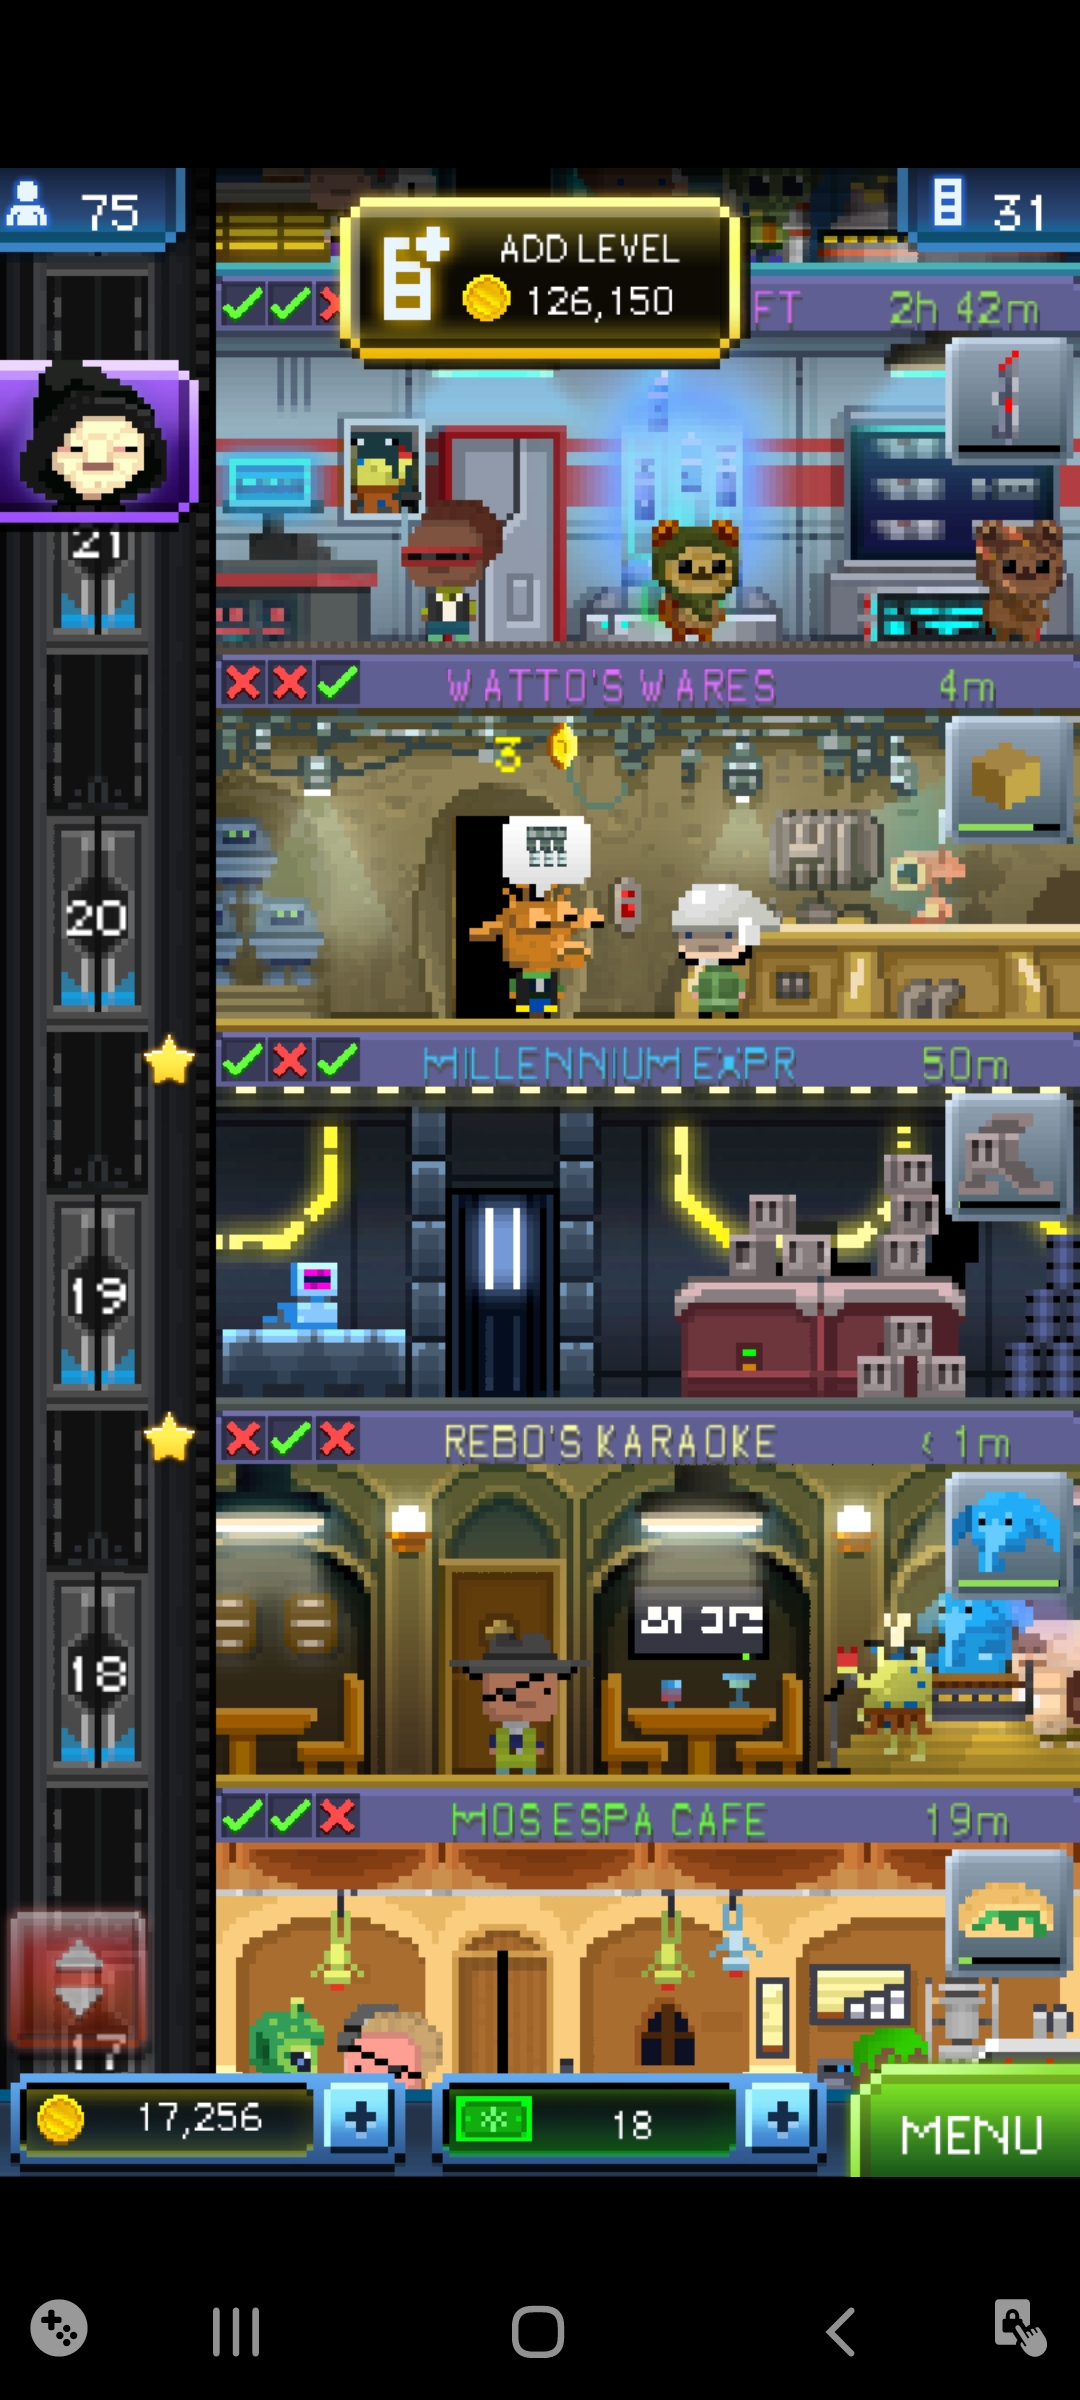 75
31
ADD LEVEL
126,150
FT 2h 42m
21
WATTO'S WARES 4m
3
20
MILLENNIUM EXPR 50m
19
REBO'S KARAOKE < 1m
18
MOS ESPA CAFE 19m
17
17,256
18
MENU